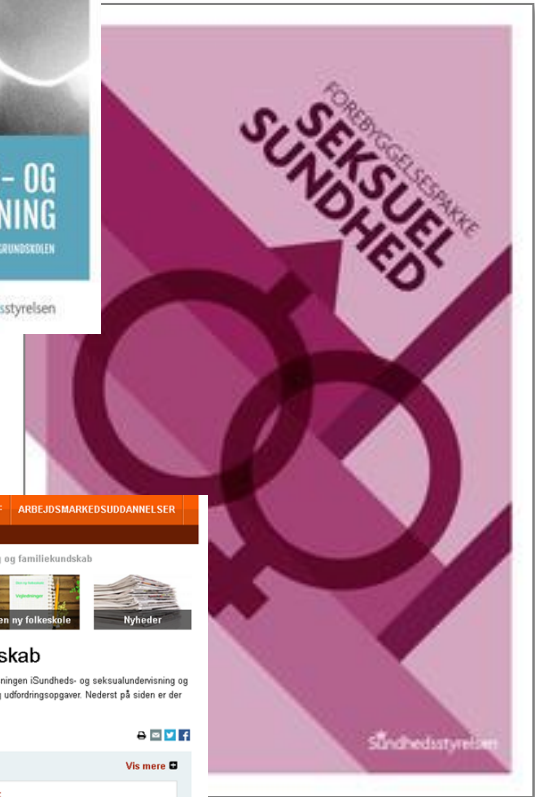 - OG
NING
GRUNDSKOLEN
sstyrelsen
FOREBYGGELSESPAKKE
SEKSUEL
SUNDHED
Sundhedsstyrelsen
ARBEJDSMARKEDSUDDANNELSER
g og familiekundskab
en ny folkeskole
Nyheder
skab
ningen iSundheds- og seksualundervisning og
g udfordringsopgaver. Nederst på siden er der
Vis mere